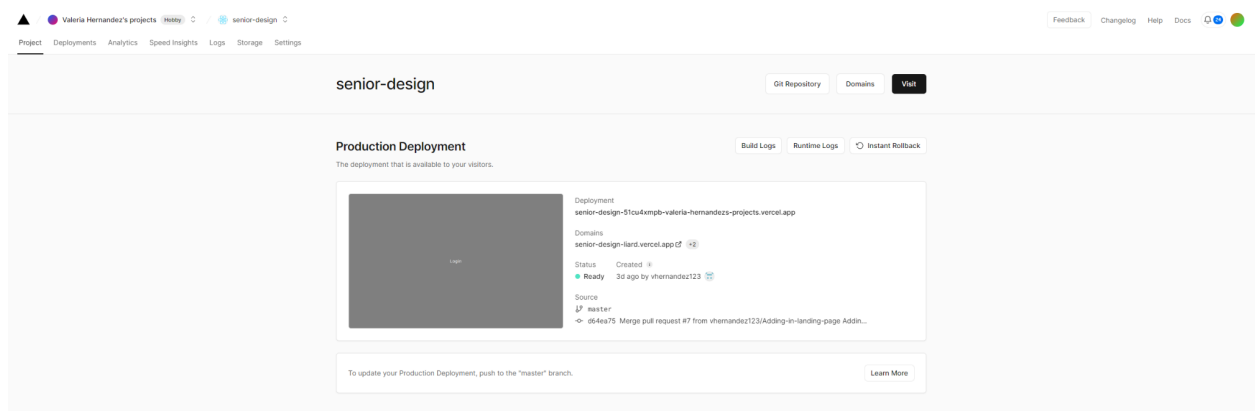 Valeria Hernandez's projects Hobby senior-design Feedback Changelog Help Docs
Project Deployments Analytics Speed Insights Logs Storage Settings
senior-design Git Repository Domains Visit
Production Deployment Build Logs Runtime Logs Instant Rollback
The deployment that is available to your visitors.
Deployment
senior-design-51cu4xmpb-valeria-hernandezs-projects.vercel.app
Domains
senior-design-liard.vercel.app +2
Login
Status Created
Ready 3d ago by vhernandez123
Source
master
d64ea75 Merge pull request #7 from vhernandez123/Adding-in-landing-page Addin...
To update your Production Deployment, push to the "master" branch. Learn More